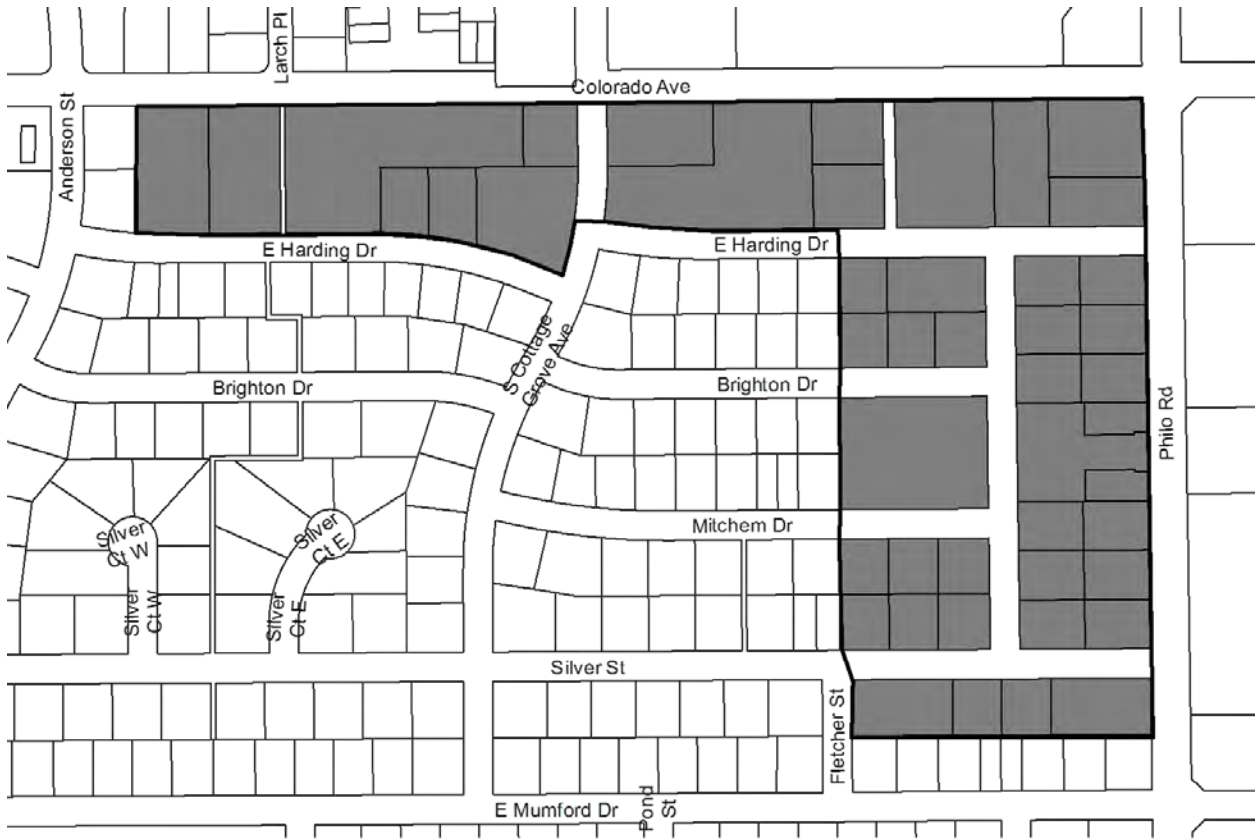 Larch Pl
Colorado Ave
Anderson St
E Harding Dr
E Harding Dr
S Cottage
Grove Ave
Brighton Dr
Brighton Dr
Philo Rd
Mitchem Dr
Silver
Ct W
Silver
Ct E
Silver
Ct W
Silver
Ct E
Silver St
Fletcher St
E Mumford Dr
Pond
St